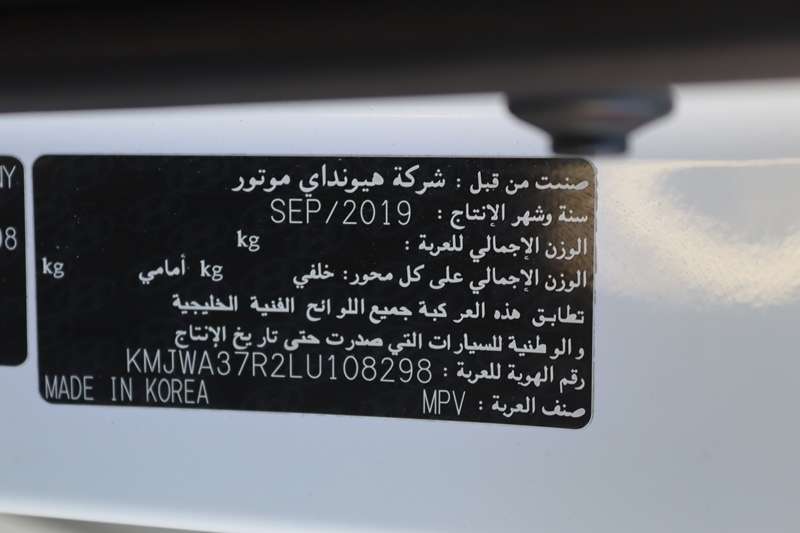 صنعت من قبل : شركة هيونداي موتور
سنة وشهر الإنتاج : SEP/2019
الوزن الإجمالي للعربة : kg
الوزن الإجمالي على كل محور: خلفي kg أمامي kg
تطابق هذه المركبة جميع اللوائح الفنية الخليجية
والوطنية للسيارات التي صدرت حتى تاريخ الإنتاج
رقم الهوية للعربة : KMJWA37R2LU108298
صنف العربة : MPV
MADE IN KOREA